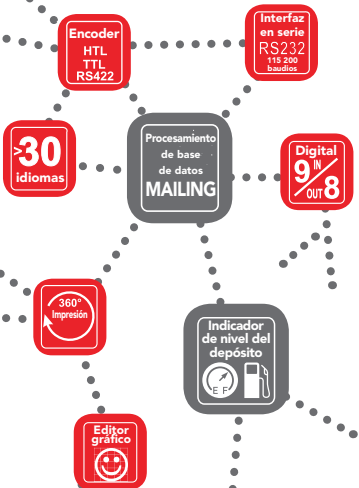 Encoder
HTL
TTL
RS422
Interfaz
en serie
RS232
115 200
baudios
>30
idiomas
Procesamiento
de base
de datos
MAILING
Digital
9 IN
OUT 8
360°
Impresión
Indicador
de nivel del
depósito
E F
Editor
gráfico